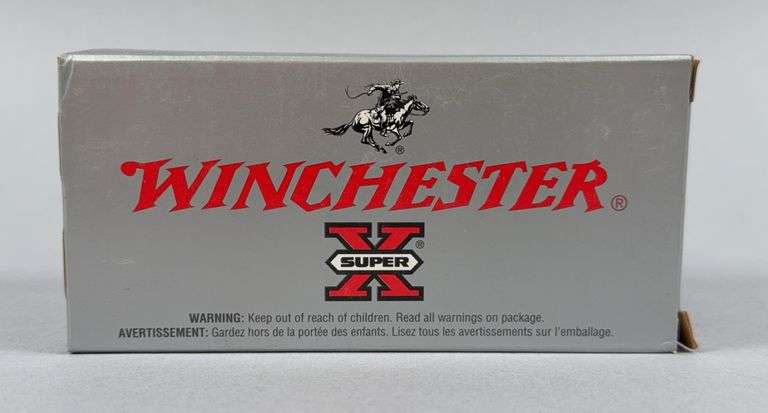 ®
WINCHESTER®
X®
SUPER
WARNING: Keep out of reach of children. Read all warnings on package.
AVERTISSEMENT: Gardez hors de la portée des enfants. Lisez tous les avertissements sur l'emballage.